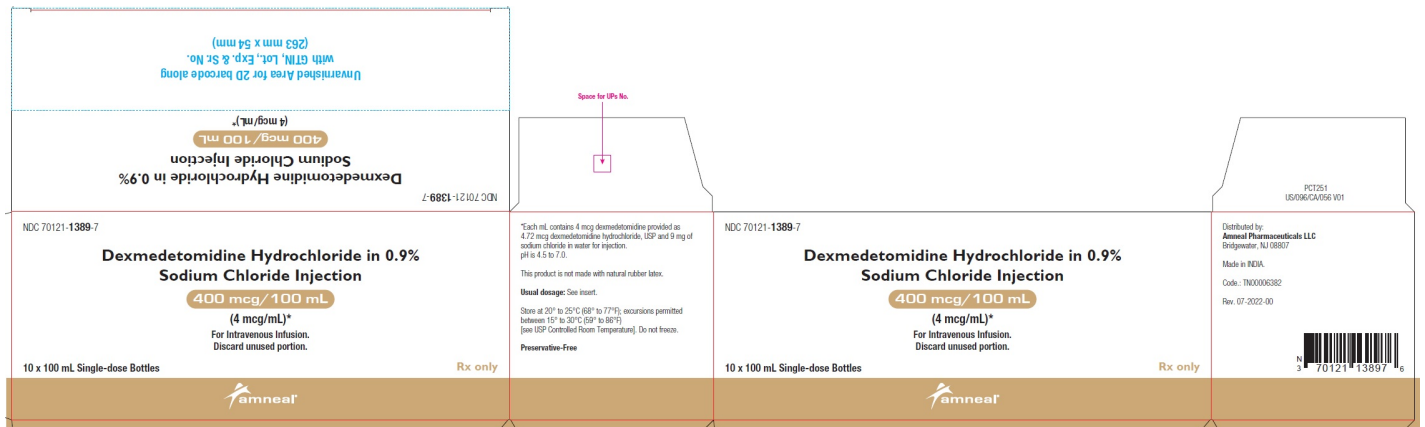 Unvarnished Area for 2D barcode along
with GTIN, Lot., Exp. & Sr. No.
(263 mm x 54 mm)
NDC 70121-1389-7
Dexmedetomidine Hydrochloride in 0.9%
Sodium Chloride Injection
400 mcg/100 mL
(4 mcg/mL)*
Space for UPs No.
PCT251
US/096/CA/056 V01
NDC 70121-1389-7
Dexmedetomidine Hydrochloride in 0.9%
Sodium Chloride Injection
400 mcg/100 mL
(4 mcg/mL)*
For Intravenous Infusion.
Discard unused portion.
10 x 100 mL Single-dose Bottles
Rx only
amneal
*Each mL contains 4 mcg dexmedetomidine provided as
4.72 mcg dexmedetomidine hydrochloride, USP and 9 mg of
sodium chloride in water for injection.
pH is 4.5 to 7.0.
This product is not made with natural rubber latex.
Usual dosage: See insert.
Store at 20° to 25°C (68° to 77°F); excursions permitted
between 15° to 30°C (59° to 86°F)
[see USP Controlled Room Temperature]. Do not freeze.
Preservative-Free
NDC 70121-1389-7
Dexmedetomidine Hydrochloride in 0.9%
Sodium Chloride Injection
400 mcg/100 mL
(4 mcg/mL)*
For Intravenous Infusion.
Discard unused portion.
10 x 100 mL Single-dose Bottles
Rx only
amneal
Distributed by:
Amneal Pharmaceuticals LLC
Bridgewater, NJ 08807
Made in INDIA.
Code.: TN00006382
Rev. 07-2022-00
N
3 70121 13897 6